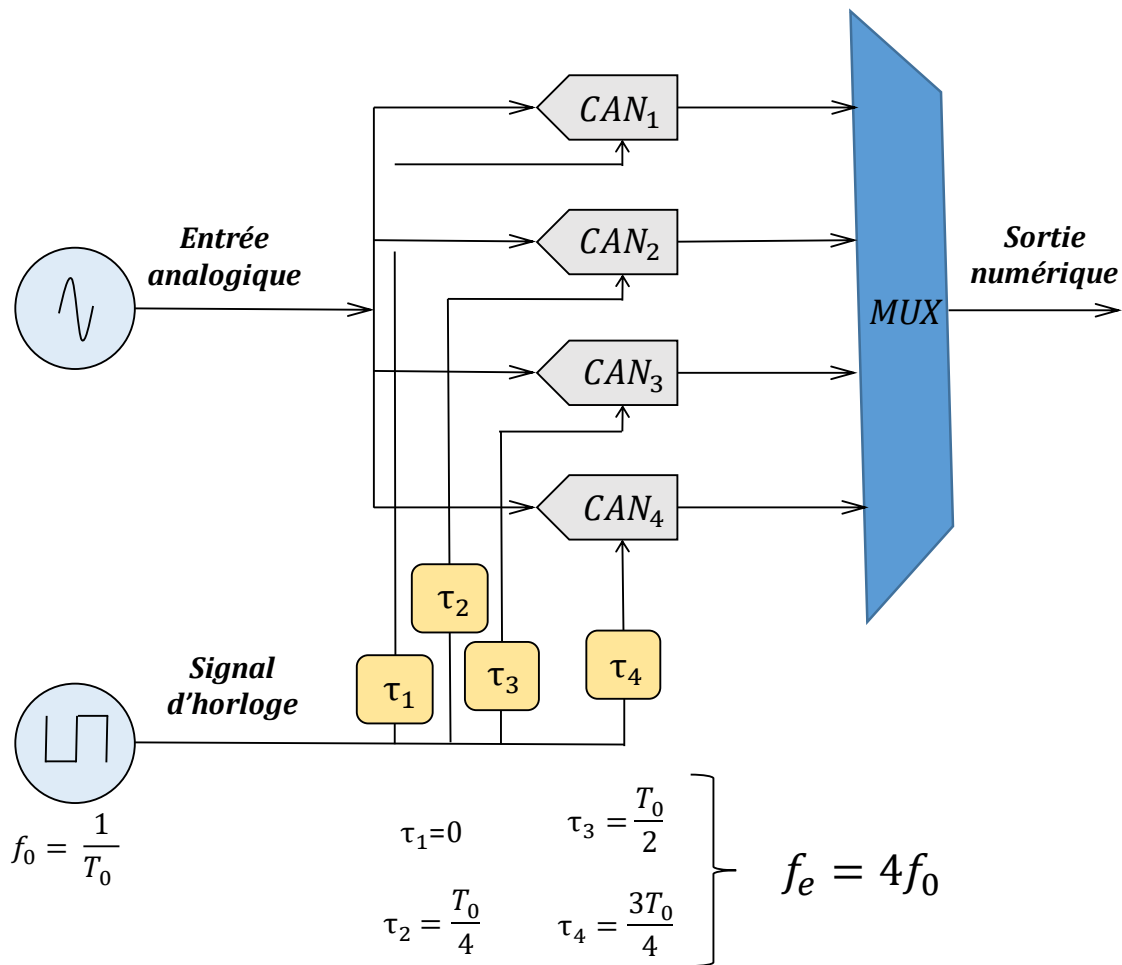 CAN₁
Entrée
analogique
CAN₂
Sortie
numérique
MUX
CAN₃
CAN₄
τ₂
τ₁
τ₃
τ₄
Signal
d'horloge
f₀ = 1/T₀
τ₁=0
τ₃ = T₀/2
τ₂ = T₀/4
τ₄ = 3T₀/4
fₑ = 4f₀